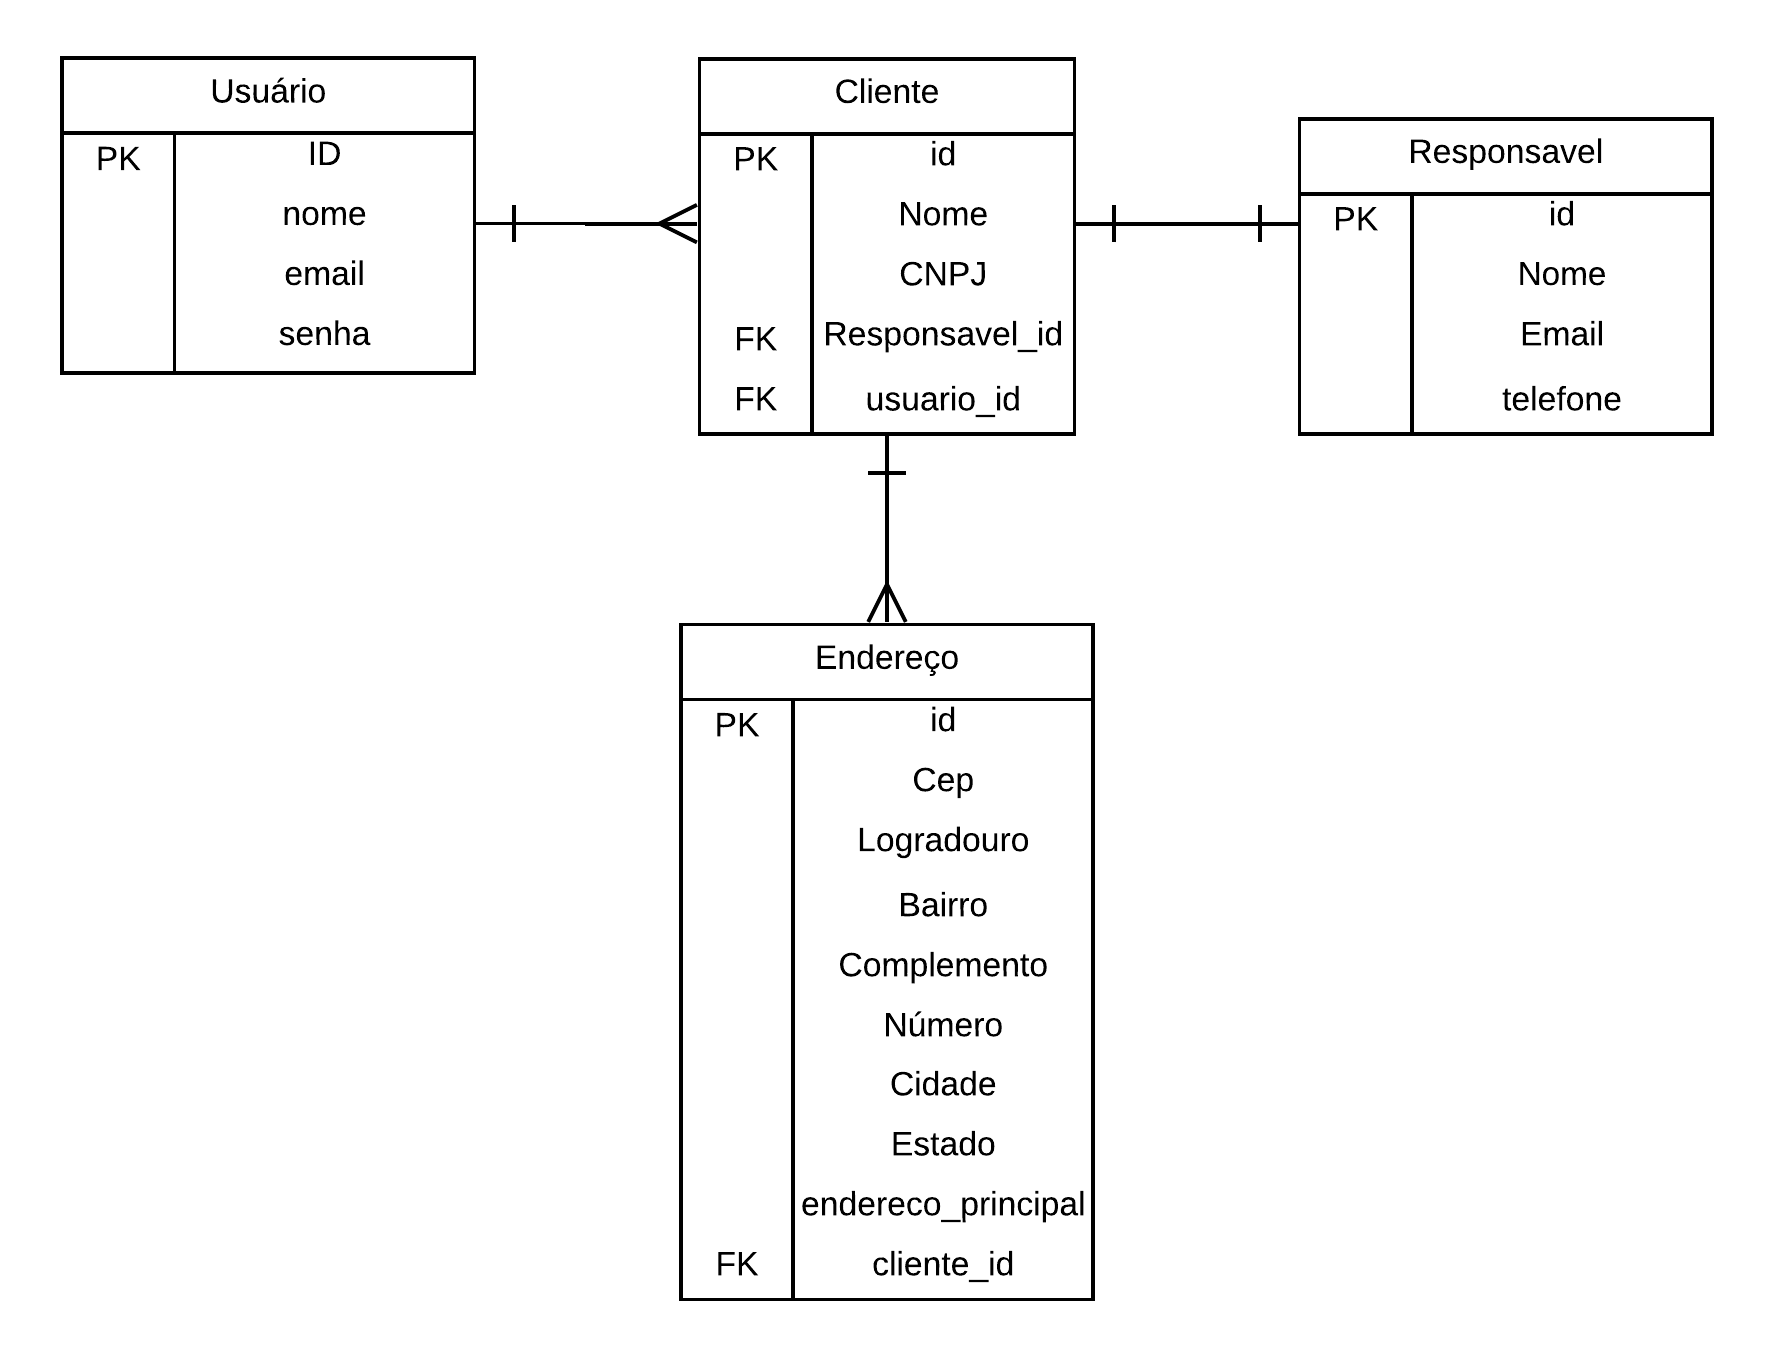 Usuário
PK ID
nome
email
senha
Cliente
PK id
Nome
CNPJ
FK Responsavel_id
FK usuario_id
Responsavel
PK id
Nome
Email
telefone
Endereço
PK id
Cep
Logradouro
Bairro
Complemento
Número
Cidade
Estado
endereco_principal
FK cliente_id